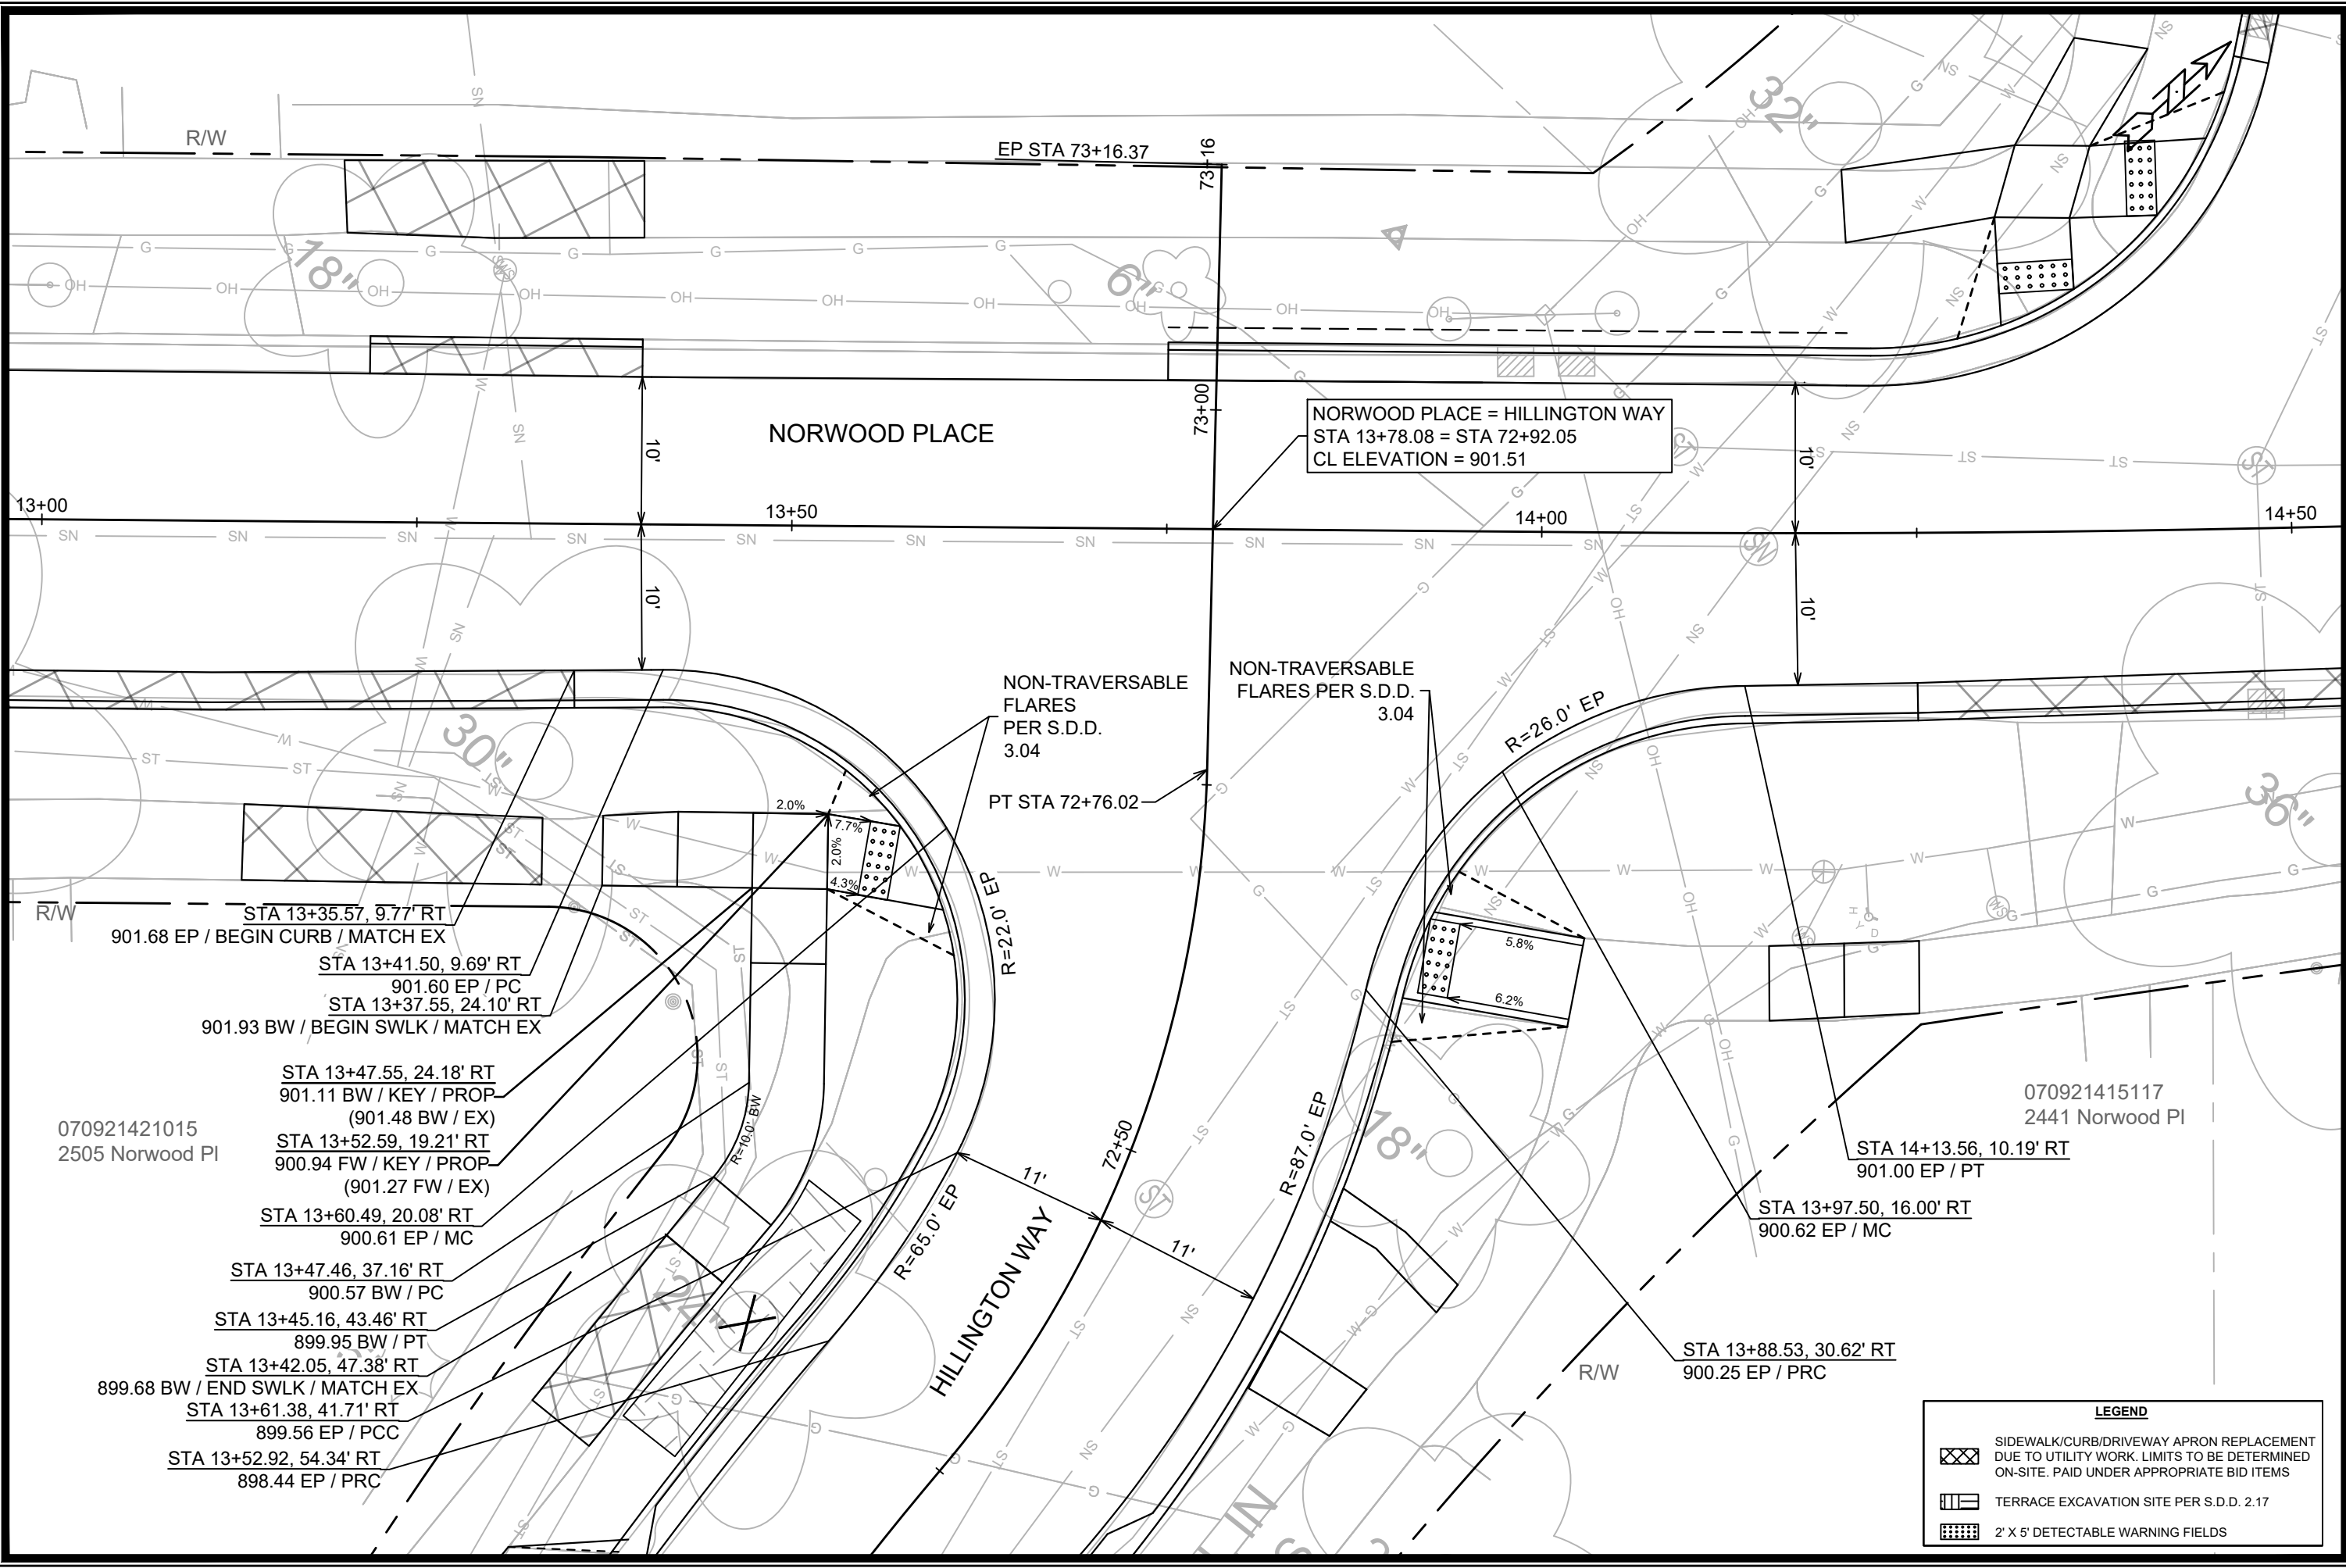 R/W
EP STA 73+16.37
73+16
32"
18"
6"
73+00
10'
NORWOOD PLACE
NORWOOD PLACE = HILLINGTON WAY
STA 13+78.08 = STA 72+92.05
CL ELEVATION = 901.51
10'
13+00
13+50
14+00
14+50
10'
10'
NON-TRAVERSABLE
FLARES
PER S.D.D.
3.04
NON-TRAVERSABLE
FLARES PER S.D.D.
3.04
R=26.0' EP
30"
PT STA 72+76.02
36"
2.0%
7.7%
2.0%
4.3%
R=22.0' EP
5.8%
6.2%
R/W
STA 13+35.57, 9.77' RT
901.68 EP / BEGIN CURB / MATCH EX
STA 13+41.50, 9.69' RT
901.60 EP / PC
STA 13+37.55, 24.10' RT
901.93 BW / BEGIN SWLK / MATCH EX
STA 13+47.55, 24.18' RT
901.11 BW / KEY / PROP
(901.48 BW / EX)
STA 13+52.59, 19.21' RT
900.94 FW / KEY / PROP
(901.27 FW / EX)
STA 13+60.49, 20.08' RT
900.61 EP / MC
STA 13+47.46, 37.16' RT
900.57 BW / PC
STA 13+45.16, 43.46' RT
899.95 BW / PT
STA 13+42.05, 47.38' RT
899.68 BW / END SWLK / MATCH EX
STA 13+61.38, 41.71' RT
899.56 EP / PCC
STA 13+52.92, 54.34' RT
898.44 EP / PRC
070921421015
2505 Norwood Pl
R=10.0' BW
24"
R=65.0' EP
11'
11'
72+50
HILLINGTON WAY
R=87.0' EP
18"
070921415117
2441 Norwood Pl
STA 14+13.56, 10.19' RT
901.00 EP / PT
STA 13+97.50, 16.00' RT
900.62 EP / MC
STA 13+88.53, 30.62' RT
900.25 EP / PRC
R/W
LEGEND
SIDEWALK/CURB/DRIVEWAY APRON REPLACEMENT
DUE TO UTILITY WORK. LIMITS TO BE DETERMINED
ON-SITE. PAID UNDER APPROPRIATE BID ITEMS
TERRACE EXCAVATION SITE PER S.D.D. 2.17
2' X 5' DETECTABLE WARNING FIELDS